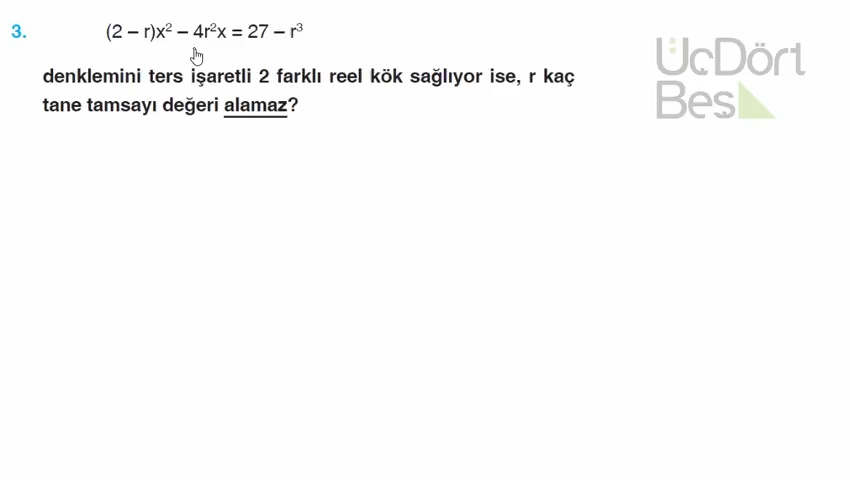 3. (2 – r)x² – 4r²x = 27 – r³
denklemini ters işaretli 2 farklı reel kök sağlıyor ise, r kaç
tane tamsayı değeri alamaz?
ÜçDört
Beş